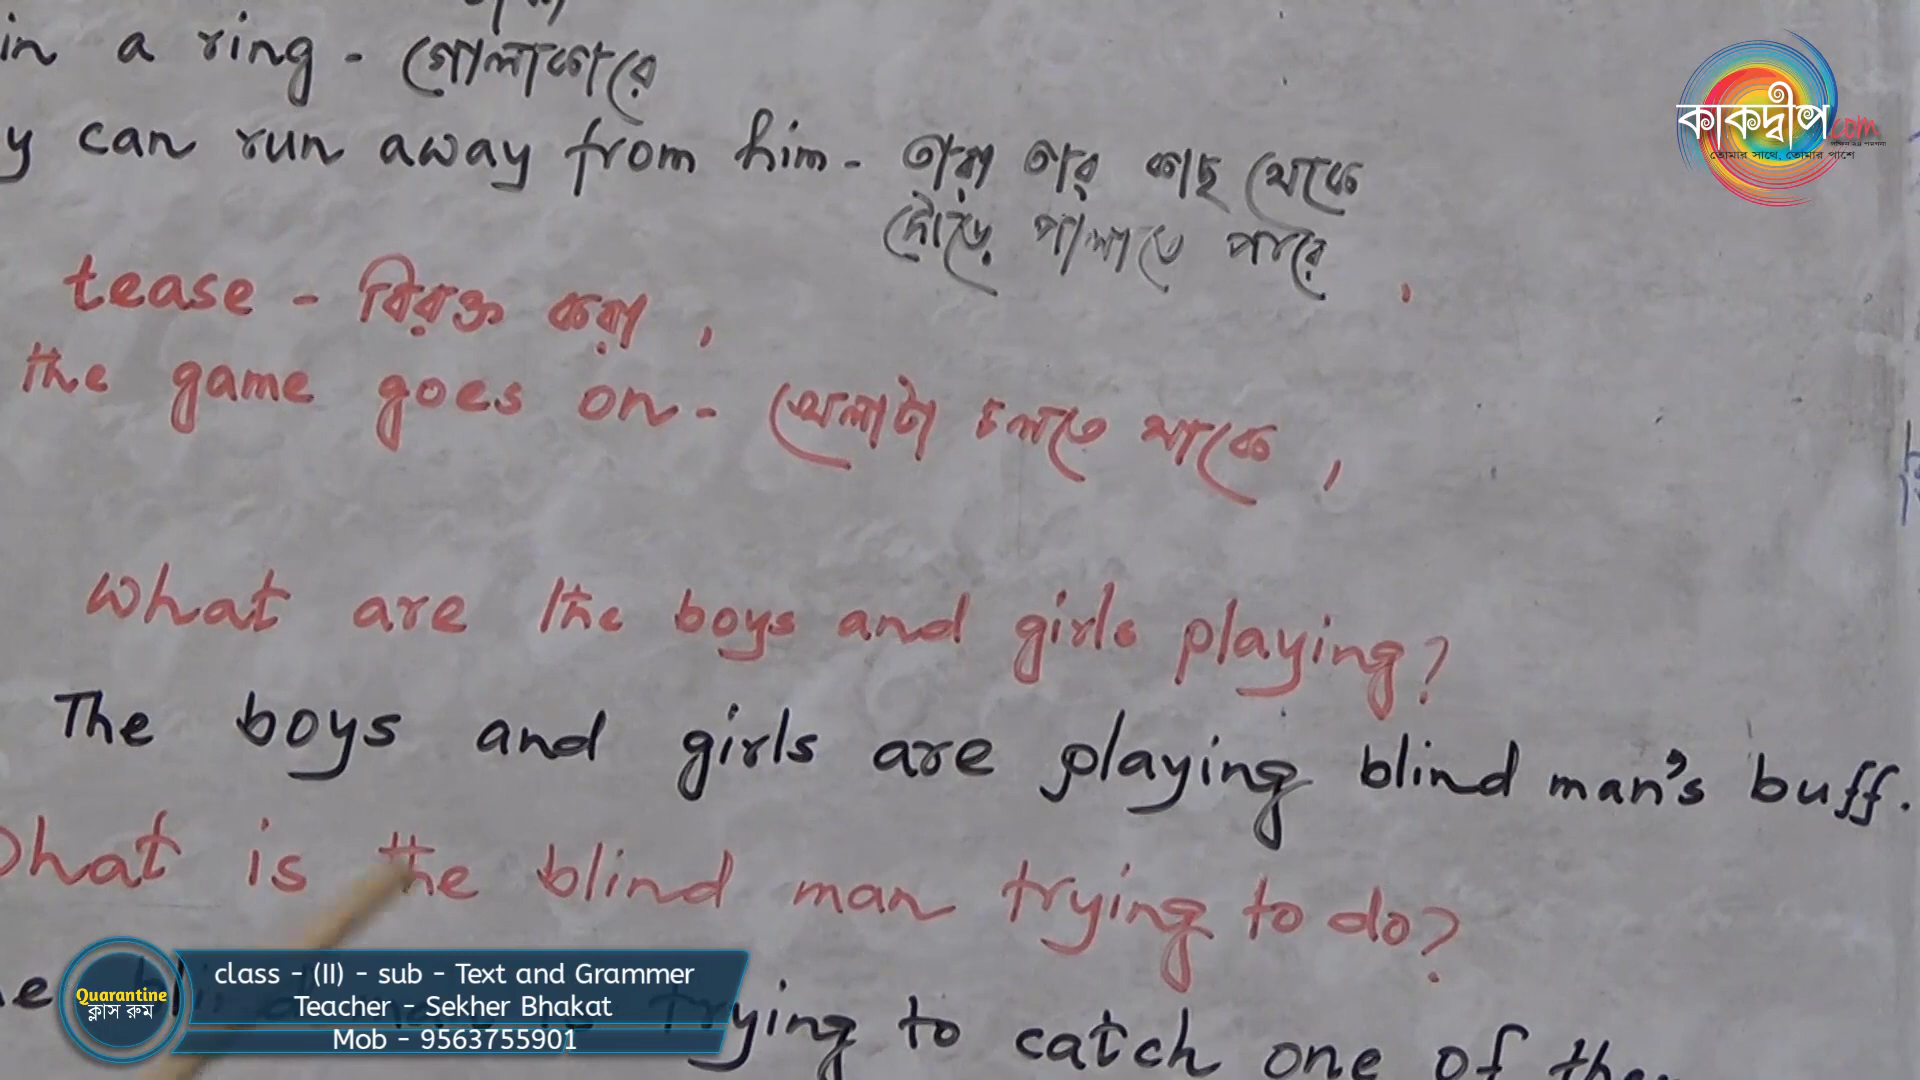 in a ring - গোলাকারে
y can run away from him - তারা তার কাছ থেকে
দৌড়ে পালাতে পারে
tease - বিরক্ত করা,
the game goes on - খেলাটা চলতে থাকে,
What are the boys and girls playing?
The boys and girls are playing blind man's buff.
What is the blind man trying to do?
trying to catch one of the
কাকদ্বীপ.com
তোমার সাথে, তোমার পাশে
Quarantine
ক্লাস রুম
class - (II) - sub - Text and Grammer
Teacher - Sekher Bhakat
Mob - 9563755901